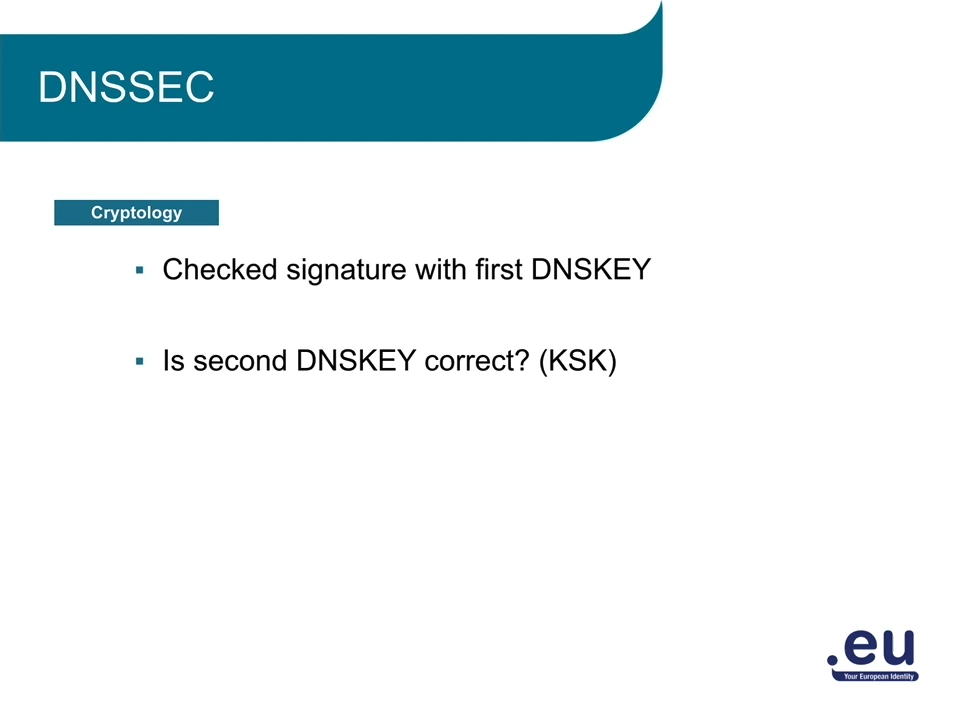 DNSSEC
Cryptology
Checked signature with first DNSKEY
Is second DNSKEY correct? (KSK)
.eu
Your European Identity